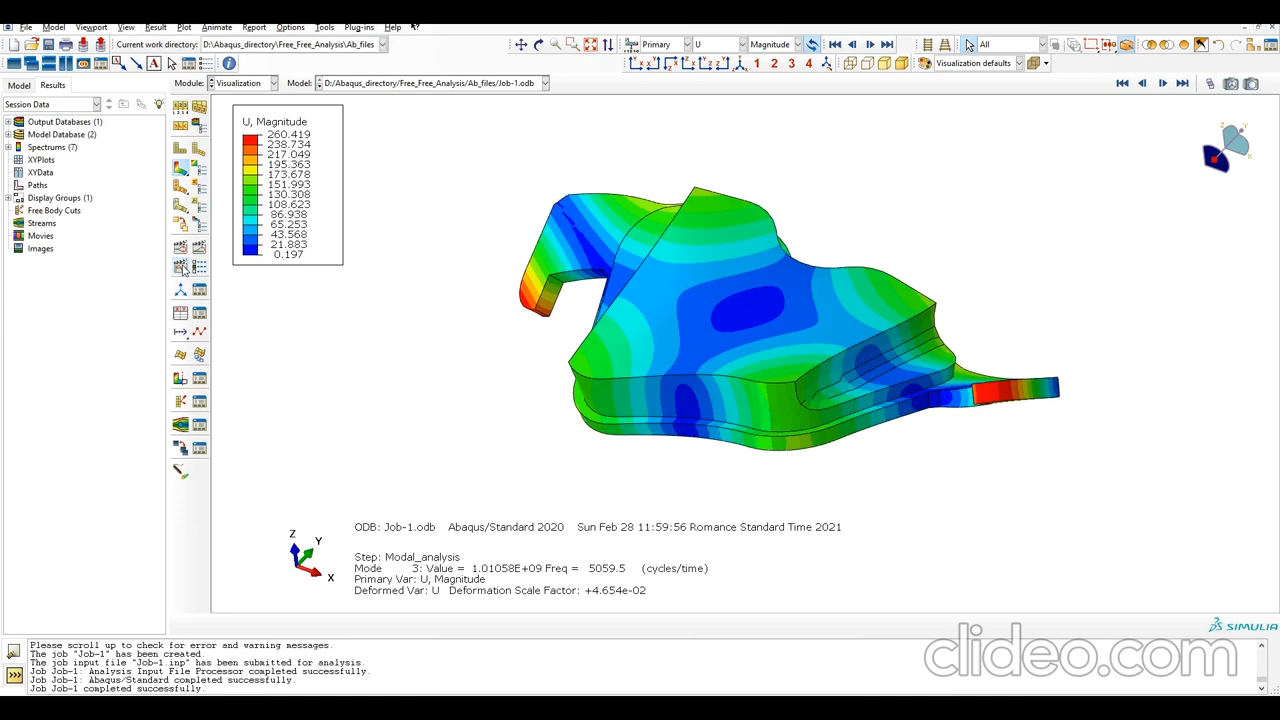 File Model Viewport View Result Plot Animate Report Options Tools Plug-ins Help
Current work directory: D:\Abaqus_directory\Free_Free_Analysis\Ab_files
Primary U Magnitude All
A 1 2 3 4 Visualization defaults
Model Results Module: Visualization Model: D:/Abaqus_directory/Free_Free_Analysis/Ab_files/Job-1.odb
Session Data
Output Databases (1)
Model Database (2)
Spectrums (7)
XYPlots
XYData
Paths
Display Groups (1)
Free Body Cuts
Streams
Movies
Images
U, Magnitude
260.419
238.734
217.049
195.363
173.678
151.993
130.308
108.623
86.938
65.253
43.568
21.883
0.197
Z Y X
ODB: Job-1.odb Abaqus/Standard 2020 Sun Feb 28 11:59:56 Romance Standard Time 2021
Step: Modal_analysis
Mode 3: Value = 1.01058E+09 Freq = 5059.5 (cycles/time)
Primary Var: U, Magnitude
Deformed Var: U Deformation Scale Factor: +4.654e-02
Z
Y
X
SIMULIA
Please scroll up to check for error and warning messages.
The job "Job-1" has been created.
The job input file "Job-1.inp" has been submitted for analysis.
Job Job-1: Analysis Input File Processor completed successfully.
Job Job-1: Abaqus/Standard completed successfully.
Job Job-1 completed successfully.
>>>
clideo.com